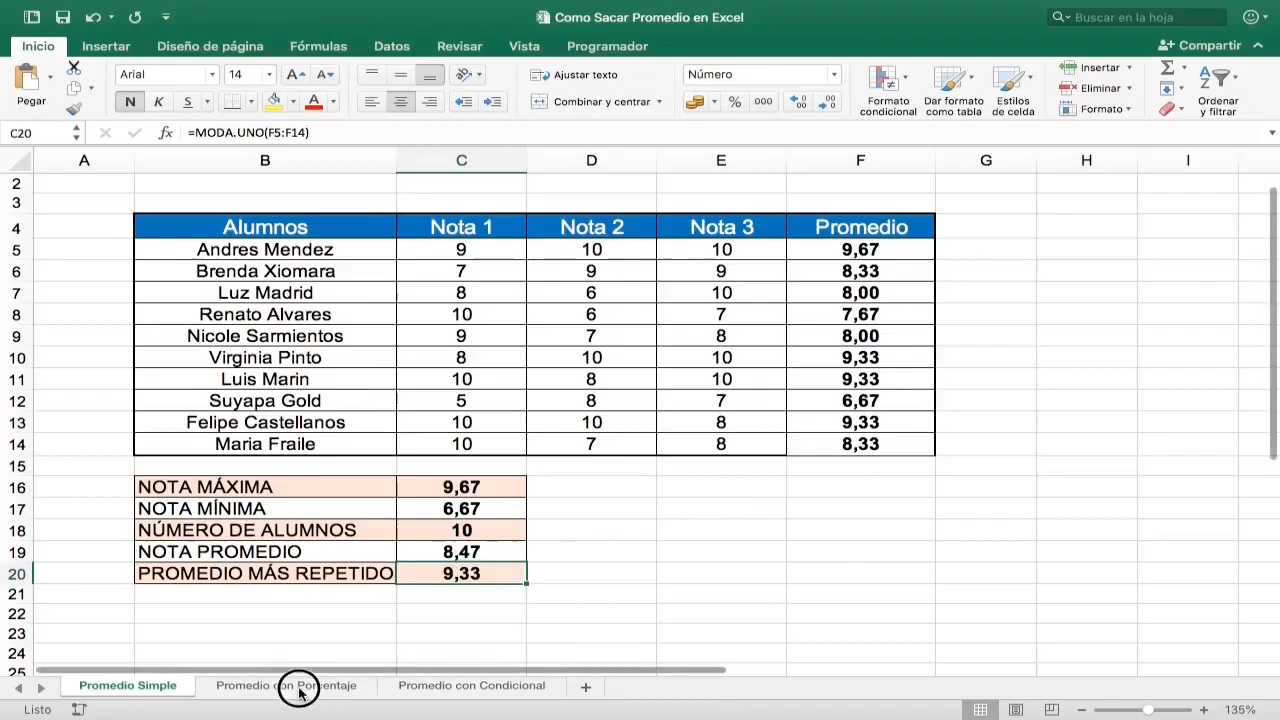 Como Sacar Promedio en Excel
Buscar en la hoja
Inicio Insertar Diseño de página Fórmulas Datos Revisar Vista Programador Compartir
Pegar Arial 14 Ajustar texto Número Formato condicional Dar formato como tabla Estilos de celda Insertar Ordenar y filtrar
N K S Combinar y centrar % 000 Eliminar
Formato
C20 fx =MODA.UNO(F5:F14)
A B C D E F G H I
2
3
4 Alumnos Nota 1 Nota 2 Nota 3 Promedio
5 Andres Mendez 9 10 10 9,67
6 Brenda Xiomara 7 9 9 8,33
7 Luz Madrid 8 6 10 8,00
8 Renato Alvares 10 6 7 7,67
9 Nicole Sarmientos 9 7 8 8,00
10 Virginia Pinto 8 10 10 9,33
11 Luis Marin 10 8 10 9,33
12 Suyapa Gold 5 8 7 6,67
13 Felipe Castellanos 10 10 8 9,33
14 Maria Fraile 10 7 8 8,33
15
16 NOTA MÁXIMA 9,67
17 NOTA MÍNIMA 6,67
18 NÚMERO DE ALUMNOS 10
19 NOTA PROMEDIO 8,47
20 PROMEDIO MÁS REPETIDO 9,33
21
22
23
24
25
Promedio Simple Promedio con Porcentaje Promedio con Condicional +
Listo 135%